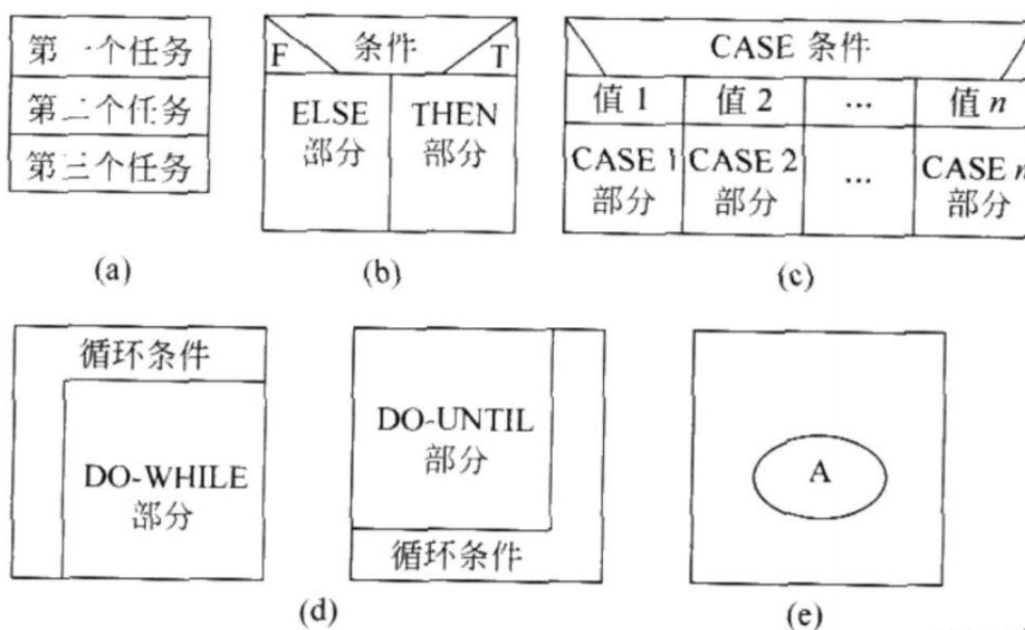 第一个任务
第二个任务
第三个任务
(a)
F 条件 T
ELSE 部分
THEN 部分
(b)
CASE 条件
值 1 值 2 ... 值 n
CASE 1 部分
CASE 2 部分
...
CASE n 部分
(c)
循环条件
DO-WHILE
部分
DO-UNTIL
部分
循环条件
(d)
A
(e)